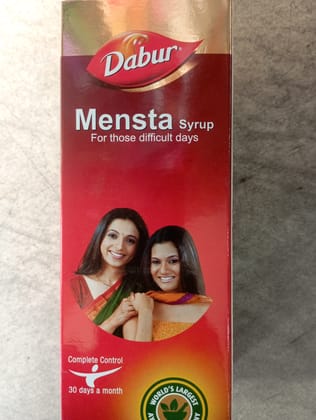 Dabur
Mensta Syrup
For those difficult days
Complete Control
30 days a month
WORLD'S LARGEST